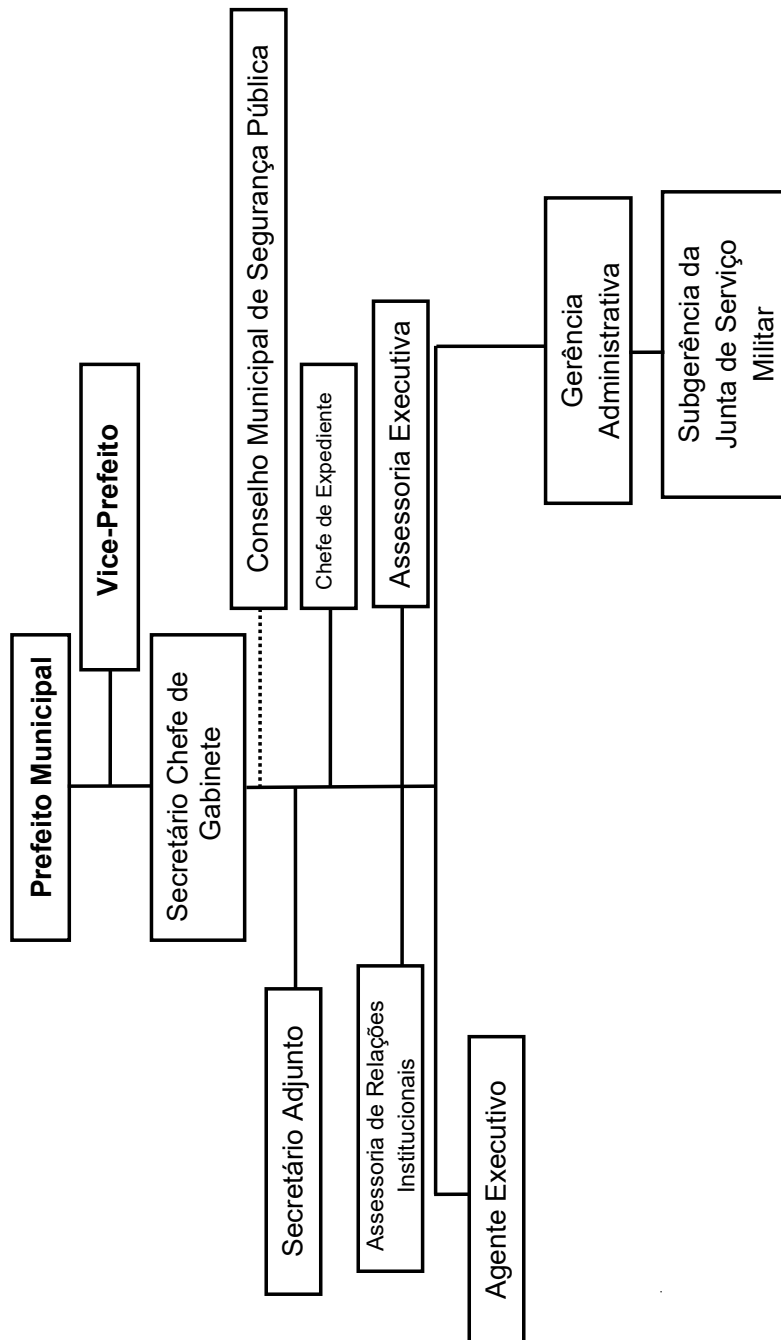 Prefeito Municipal
Vice-Prefeito
Secretário Chefe de
Gabinete
Conselho Municipal de Segurança Pública
Secretário Adjunto
Chefe de Expediente
Assessoria de Relações
Institucionais
Assessoria Executiva
Agente Executivo
Gerência
Administrativa
Subgerência da
Junta de Serviço
Militar